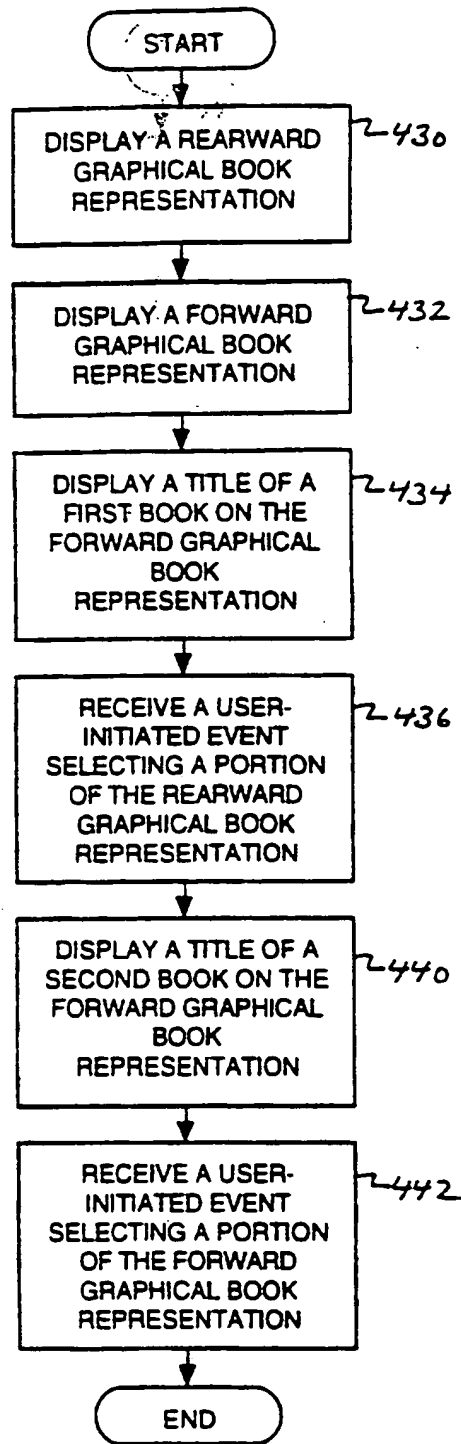 START
DISPLAY A REARWARD
GRAPHICAL BOOK
REPRESENTATION
430
DISPLAY A FORWARD
GRAPHICAL BOOK
REPRESENTATION
432
DISPLAY A TITLE OF A
FIRST BOOK ON THE
FORWARD GRAPHICAL
BOOK
REPRESENTATION
434
RECEIVE A USER-
INITIATED EVENT
SELECTING A PORTION
OF THE REARWARD
GRAPHICAL BOOK
REPRESENTATION
436
DISPLAY A TITLE OF A
SECOND BOOK ON THE
FORWARD GRAPHICAL
BOOK
REPRESENTATION
440
RECEIVE A USER-
INITIATED EVENT
SELECTING A PORTION
OF THE FORWARD
GRAPHICAL BOOK
REPRESENTATION
442
END